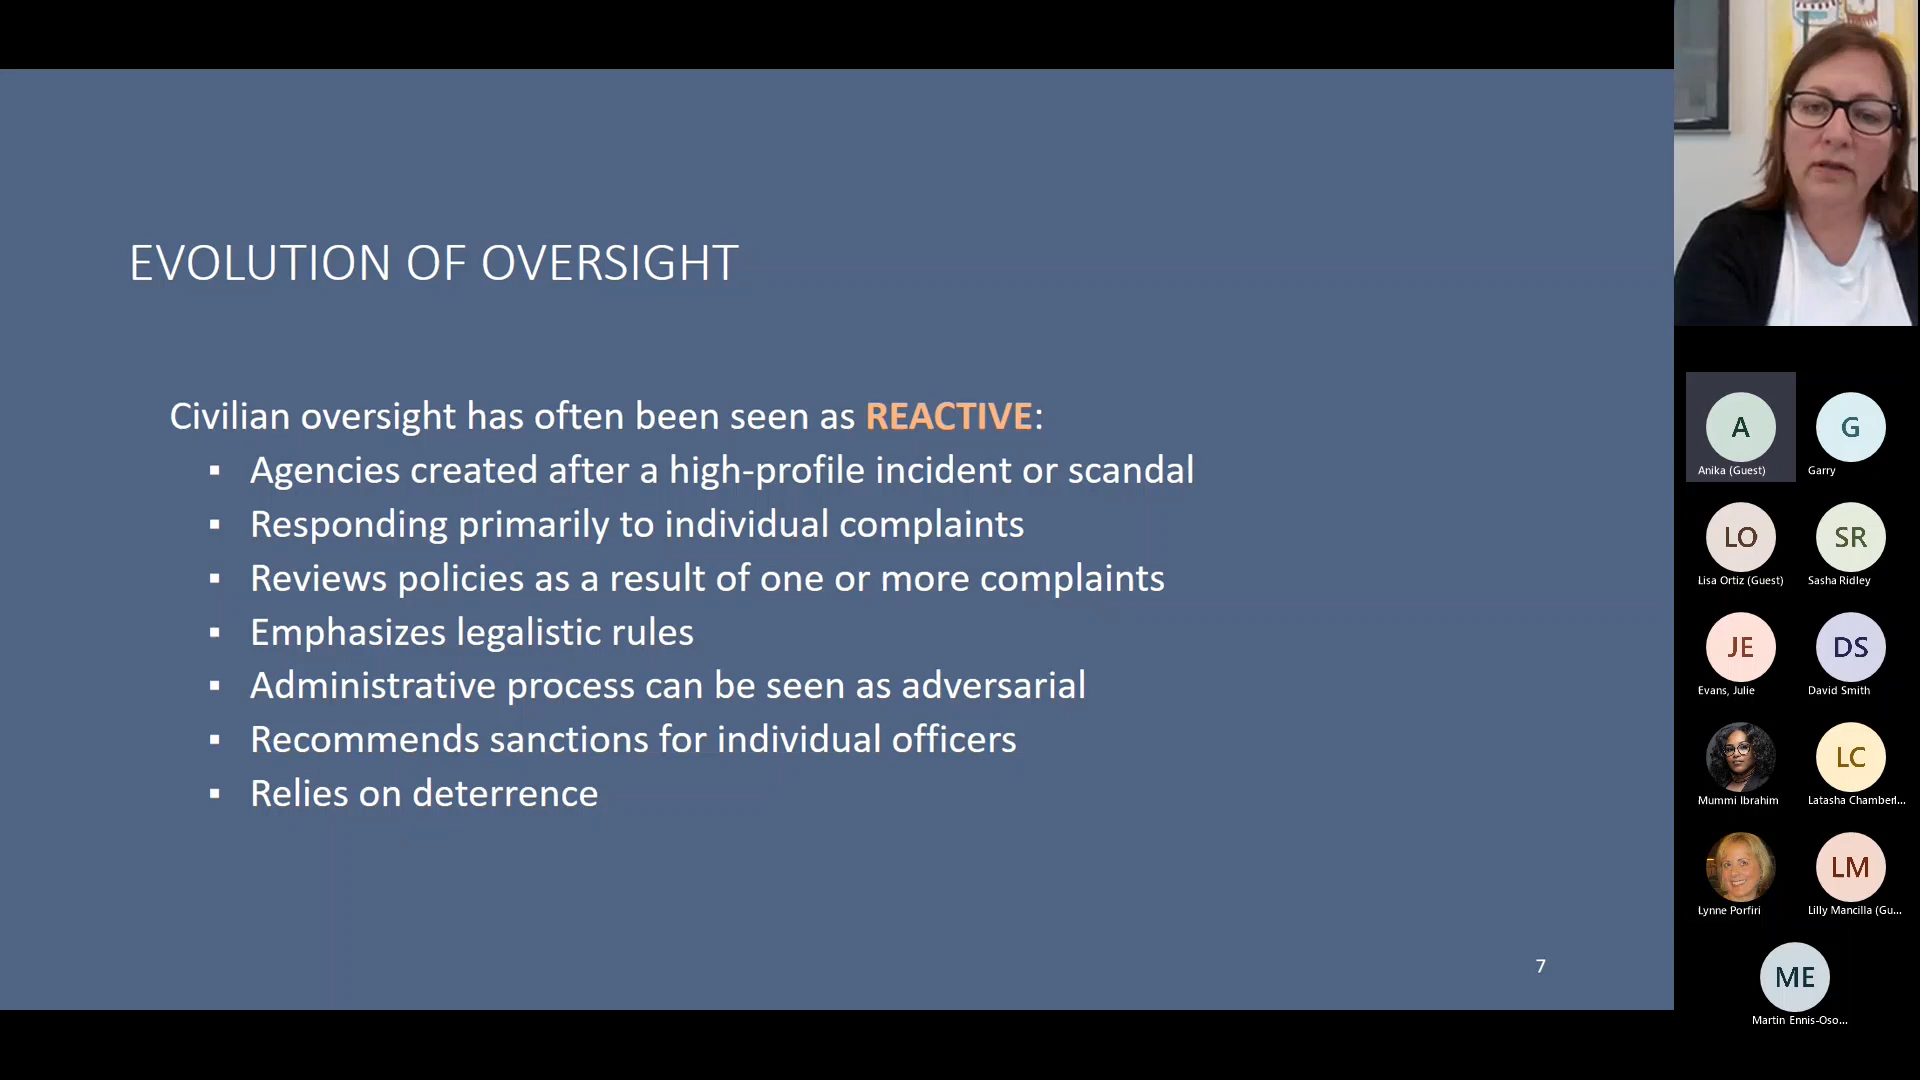 EVOLUTION OF OVERSIGHT
Civilian oversight has often been seen as REACTIVE:
▪ Agencies created after a high-profile incident or scandal
▪ Responding primarily to individual complaints
▪ Reviews policies as a result of one or more complaints
▪ Emphasizes legalistic rules
▪ Administrative process can be seen as adversarial
▪ Recommends sanctions for individual officers
▪ Relies on deterrence
7
A
Anika (Guest)
G
Garry
LO
Lisa Ortiz (Guest)
SR
Sasha Ridley
JE
Evans, Julie
DS
David Smith
Mummi Ibrahim
LC
Latasha Chamberl...
Lynne Porfiri
LM
Lilly Mancilla (Gu...
ME
Martin Ennis-Oso...